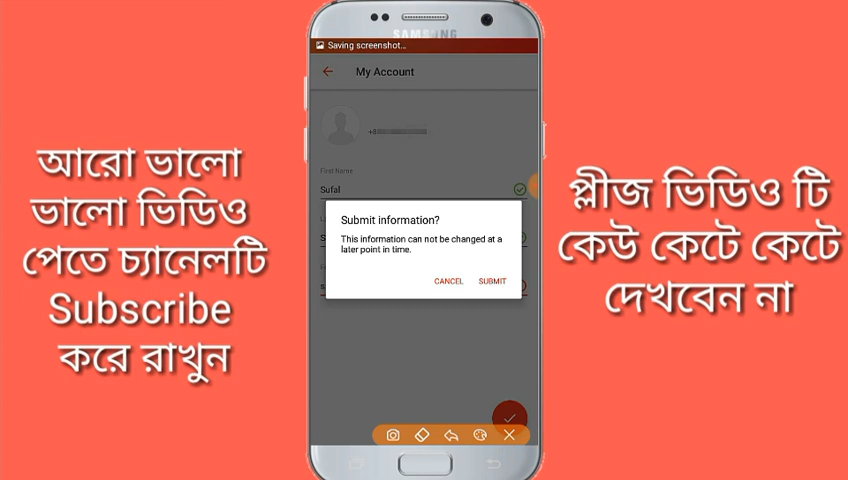 আরো ভালো
ভালো ভিডিও
পেতে চ্যানেলটি
Subscribe
করে রাখুন
SAMSUNG
Saving screenshot...
My Account
First Name
Sufal
Submit information?
This information can not be changed at a
later point in time.
CANCEL SUBMIT
প্লীজ ভিডিও টি
কেউ কেটে কেটে
দেখবেন না